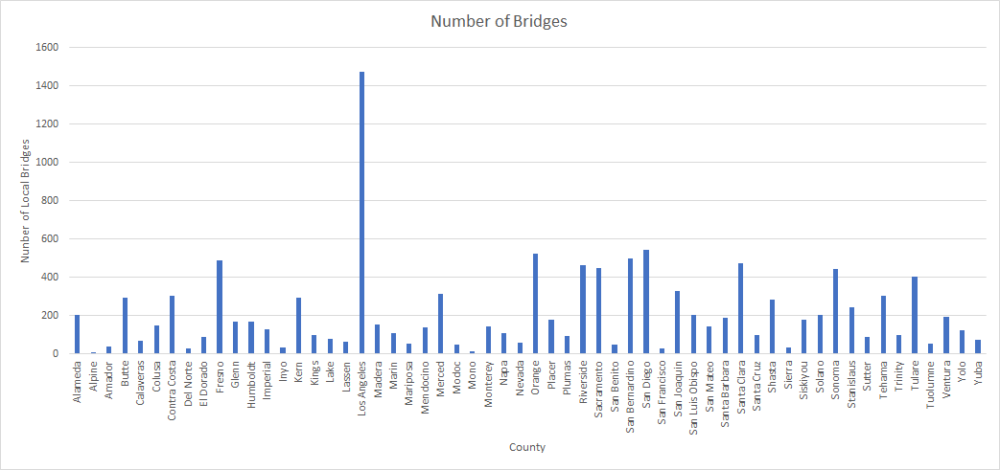 Number of Bridges
1600
1400
1200
1000
800
600
400
200
0
Nunber of Local Bridges
Alameda
Alpine
Amador
Butte
Calaveras
Colusa
Contra Costa
Del Norte
El Dorado
Fresno
Glenn
Humboldt
Imperial
Inyo
Kern
Kings
Lake
Lassen
Los Angeles
Madera
Marin
Mariposa
Mendocino
Merced
Modoc
Mono
Monterey
Napa
Nevada
Orange
Placer
Plumas
Riverside
Sacramento
San Benito
San Bernardino
San Diego
San Francisco
San Joaquin
San Luis Obispo
San Mateo
Santa Barbara
Santa Clara
Santa Cruz
Shasta
Sierra
Siskiyou
Solano
Sonoma
Stanislaus
Sutter
Tehama
Trinity
Tulare
Tuolumne
Ventura
Yolo
Yuba
County